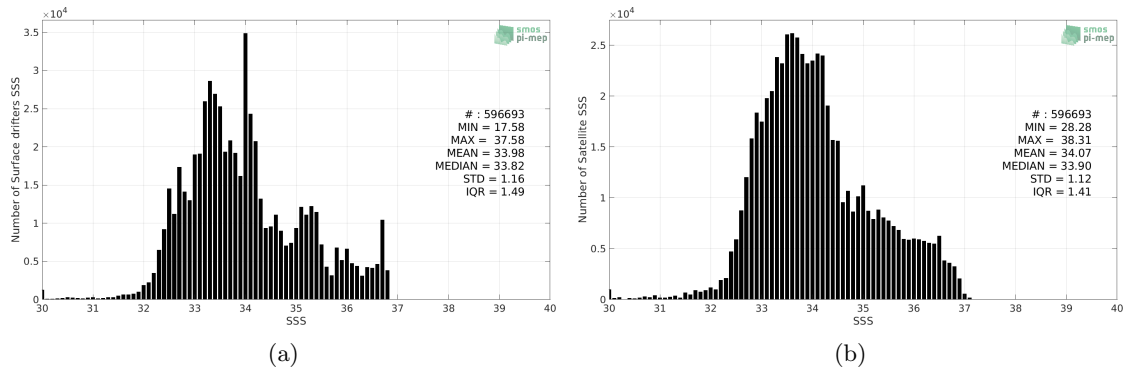 ×10⁴
3.5
3
2.5
2
1.5
1
0.5
0
Number of Surface drifters SSS
smos
pi-mep
# : 596693
MIN = 17.58
MAX =  37.58
MEAN = 33.98
MEDIAN = 33.82
STD = 1.16
IQR = 1.49
30 31 32 33 34 35 36 37 38 39 40
SSS
(a)
×10⁴
2.5
2
1.5
1
0.5
0
Number of Satellite SSS
smos
pi-mep
# : 596693
MIN = 28.28
MAX =  38.31
MEAN = 34.07
MEDIAN = 33.90
STD = 1.12
IQR = 1.41
30 31 32 33 34 35 36 37 38 39 40
SSS
(b)